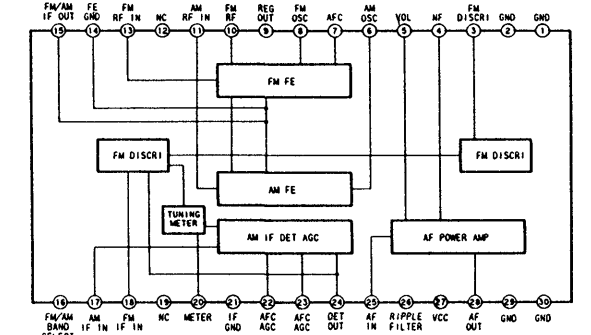 FM/AM IF OUT
FE GND
FM RF IN
NC
AM RF IN
FM RF
REG OUT
FM OSC
AFC
AM OSC
VOL
NF
FM DISCRI
GND
GND
15 14 13 12 11 10 9 8 7 6 5 4 3 2 1
FM FE
FM DISCRI
FM DISCRI
AM FE
TUNING METER
AM IF DET AGC
AF POWER AMP
16 17 18 19 20 21 22 23 24 25 26 27 28 29 30
FM/AM BAND SELECT
AM IF IN
FM IF IN
NC
METER
IF GND
AFC AGC
AFC AGC
DET OUT
AF IN
RIPPLE FILTER
VCC
AF OUT
GND
GND